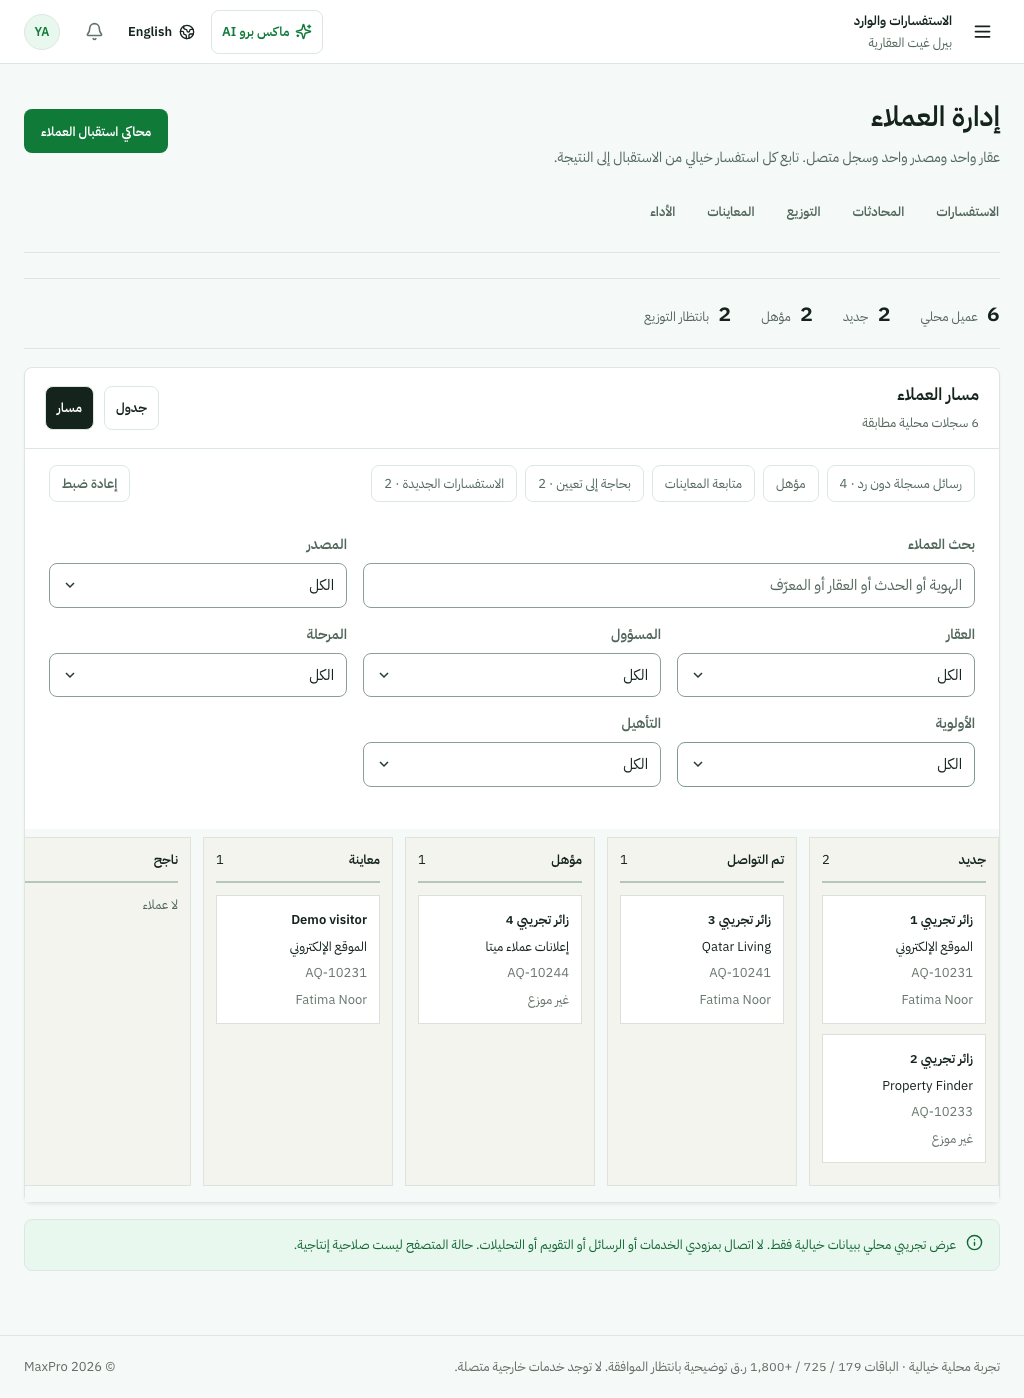 الاستفسارات والوارد
بيرل غيت العقارية
ماكس برو AI
English
YA
إدارة العملاء
عقار واحد ومصدر واحد وسجل متصل. تابع كل استفسار خيالي من الاستقبال إلى النتيجة.
محاكي استقبال العملاء
الاستفسارات
المحادثات
التوزيع
المعاينات
الأداء
6 عميل محلي
2 جديد
2 مؤهل
2 بانتظار التوزيع
مسار العملاء
6 سجلات محلية مطابقة
جدول
مسار
رسائل مسجلة دون رد · 4
مؤهل
متابعة المعاينات
بحاجة إلى تعيين · 2
الاستفسارات الجديدة · 2
إعادة ضبط
بحث العملاء
الهوية أو الحدث أو العقار أو المعرّف
المصدر
الكل
العقار
الكل
المسؤول
الكل
المرحلة
الكل
الأولوية
الكل
التأهيل
الكل
جديد 2
زائر تجريبي 1
الموقع الإلكتروني
AQ-10231
Fatima Noor
زائر تجريبي 2
Property Finder
AQ-10233
غير موزع
تم التواصل 1
زائر تجريبي 3
Qatar Living
AQ-10241
Fatima Noor
مؤهل 1
زائر تجريبي 4
إعلانات عملاء ميتا
AQ-10244
غير موزع
معاينة 1
Demo visitor
الموقع الإلكتروني
AQ-10231
Fatima Noor
ناجح
لا عملاء
عرض تجريبي محلي ببيانات خيالية فقط. لا اتصال بمزودي الخدمات أو الرسائل أو التقويم أو التحليلات. حالة المتصفح ليست صلاحية إنتاجية.
تجربة محلية خيالية · الباقات 179 / 725 / +1,800 ر.ق توضيحية بانتظار الموافقة. لا توجد خدمات خارجية متصلة.
© 2026 MaxPro